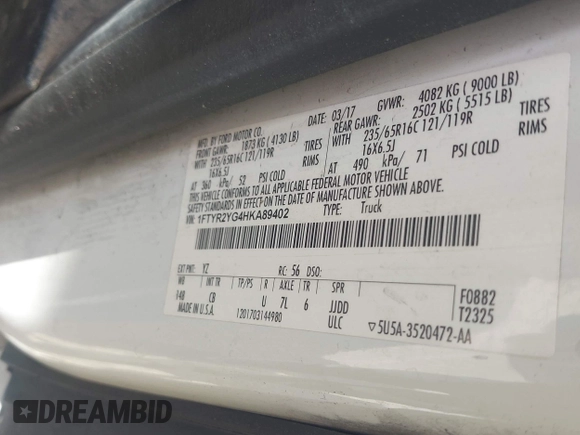 MFD. BY FORD MOTOR CO.
03/17 GVWR: 4082 KG ( 9000 LB)
FRONT GAWR: 1873 KG ( 4130 LB) REAR GAWR: 2502 KG ( 5515 LB)
WITH 235/65R16C 121/119R TIRES WITH 235/65R16C 121/119R TIRES
16X6.5J RIMS 16X6.5J RIMS
AT 360 kPa/ 52 PSI COLD AT 490 kPa/ 71 PSI COLD
THIS VEHICLE CONFORMS TO ALL APPLICABLE FEDERAL MOTOR VEHICLE
SAFETY STANDARDS IN EFFECT ON THE DATE OF MANUFACTURE SHOWN ABOVE.
VIN: 1FTYR2YG4HKA89402 TYPE: Truck
EXT PNT: YZ RC: 56 DSO:
WB INT TR TP/PS R AXLE TR SPR
148 CB U 7L 6 JJDD F0882
MADE IN U.S.A. 1201703144980 ULC T2325
▽5U5A-3520472-AA
DREAMBID